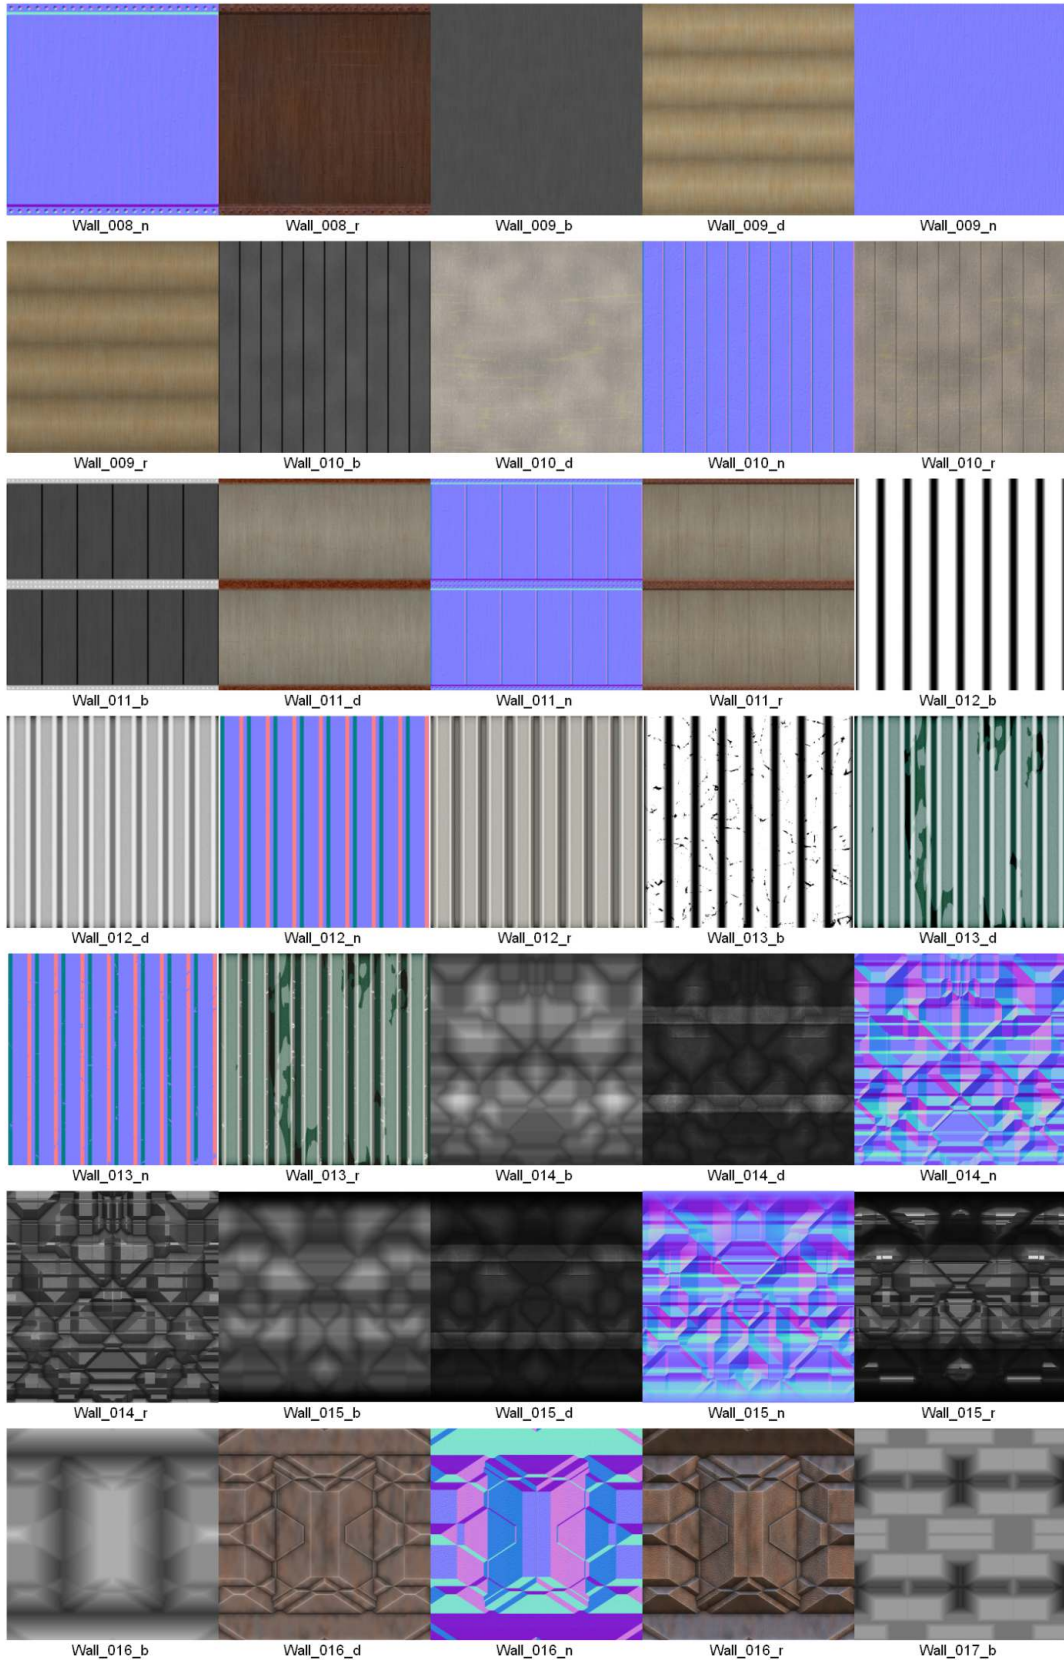 Wall_008_n Wall_008_r Wall_009_b Wall_009_d Wall_009_n
Wall_009_r Wall_010_b Wall_010_d Wall_010_n Wall_010_r
Wall_011_b Wall_011_d Wall_011_n Wall_011_r Wall_012_b
Wall_012_d Wall_012_n Wall_012_r Wall_013_b Wall_013_d
Wall_013_n Wall_013_r Wall_014_b Wall_014_d Wall_014_n
Wall_014_r Wall_015_b Wall_015_d Wall_015_n Wall_015_r
Wall_016_b Wall_016_d Wall_016_n Wall_016_r Wall_017_b